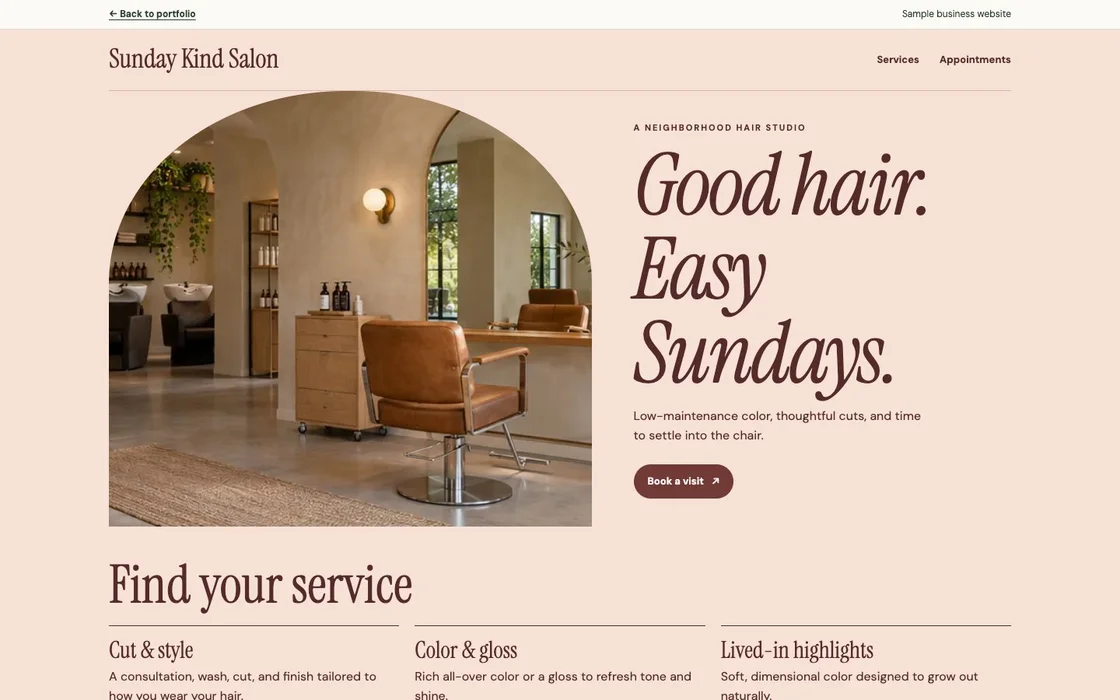 ← Back to portfolio
Sample business website
Sunday Kind Salon
Services
Appointments
A NEIGHBORHOOD HAIR STUDIO
Good hair.
Easy
Sundays.
Low-maintenance color, thoughtful cuts, and time
to settle into the chair.
Book a visit ↗
Find your service
Cut & style
A consultation, wash, cut, and finish tailored to
how you wear your hair.
Color & gloss
Rich all-over color or a gloss to refresh tone and
shine.
Lived-in highlights
Soft, dimensional color designed to grow out
naturally.